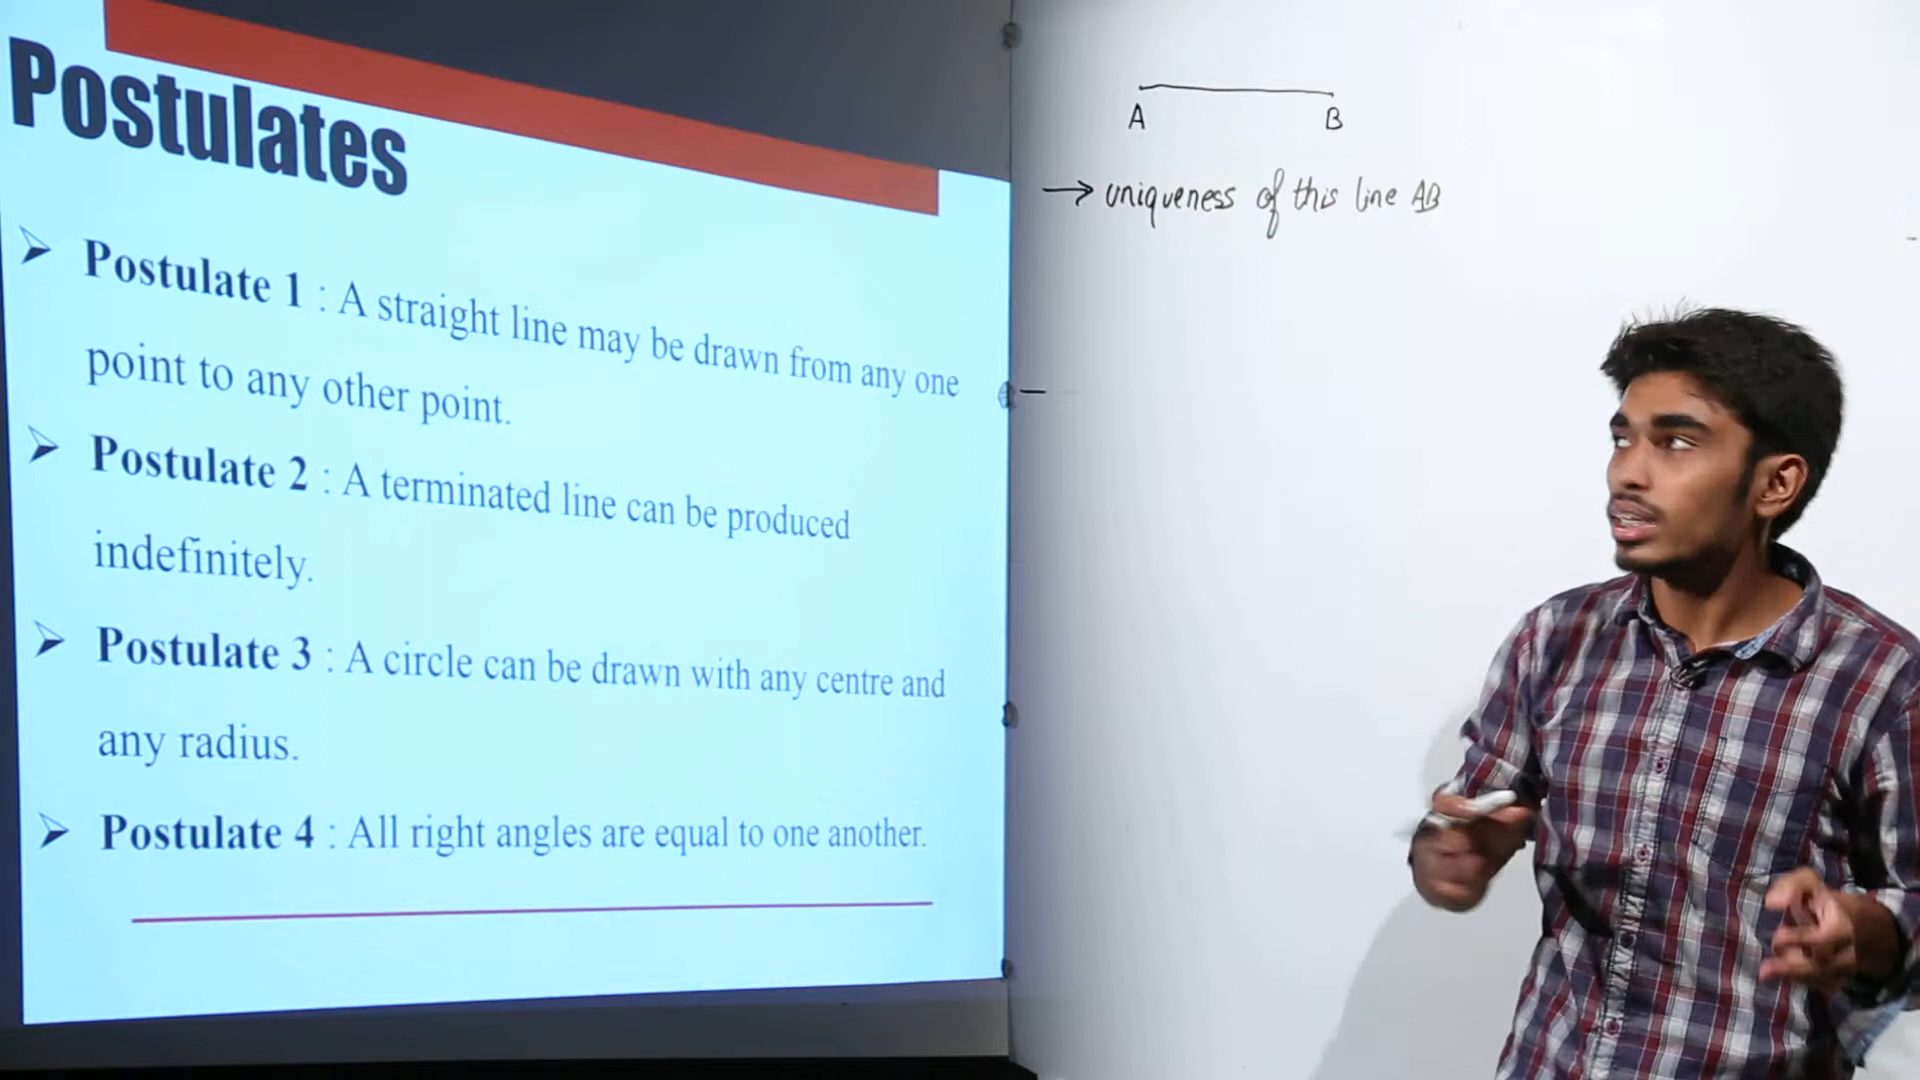 Postulates
Postulate 1 : A straight line may be drawn from any one
point to any other point.
Postulate 2 : A terminated line can be produced
indefinitely.
Postulate 3 : A circle can be drawn with any centre and
any radius.
Postulate 4 : All right angles are equal to one another.
A B
→ uniqueness of this line AB